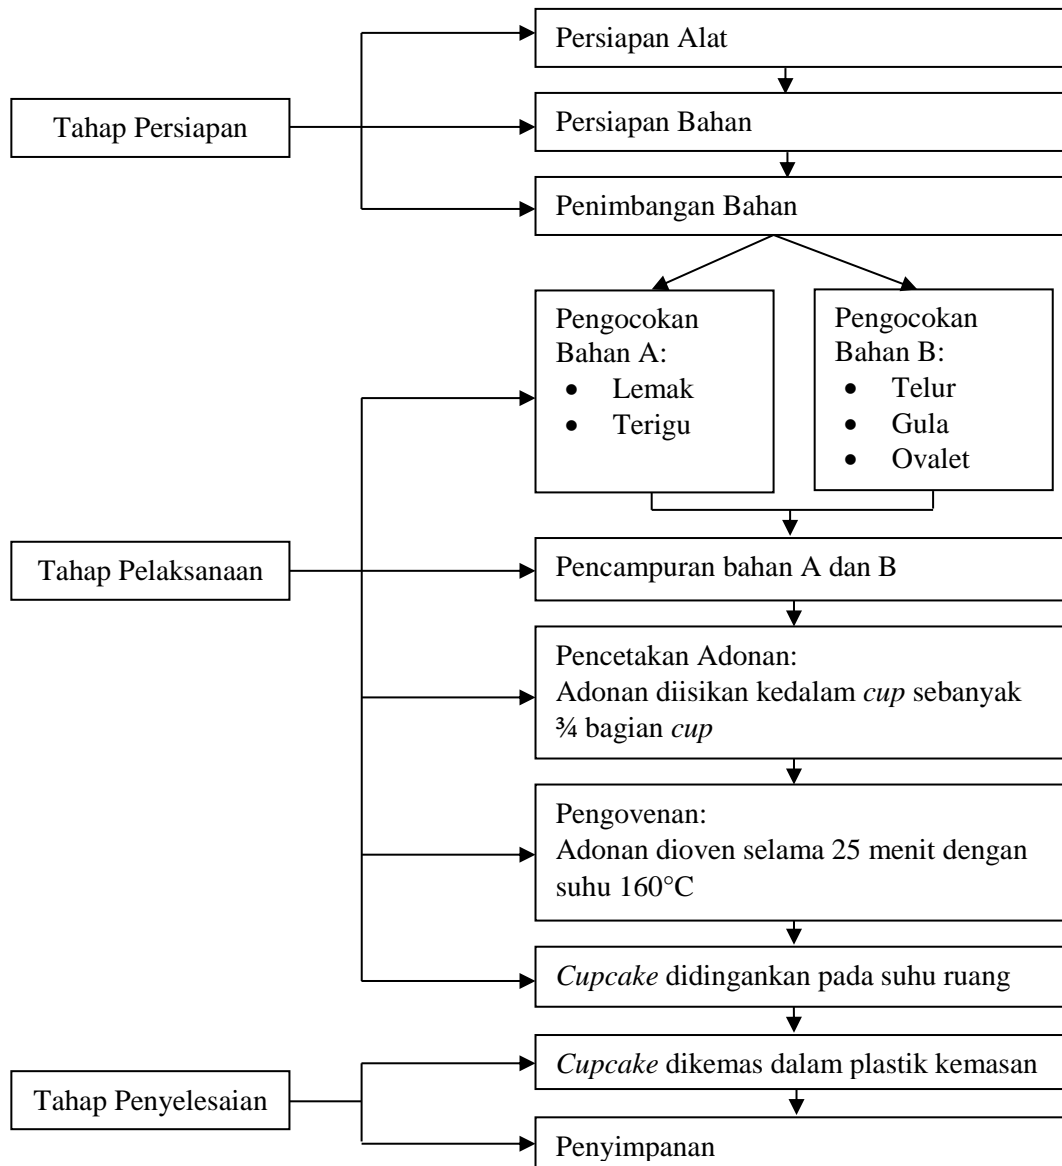 Persiapan Alat
Tahap Persiapan
Persiapan Bahan
Penimbangan Bahan
Pengocokan
Bahan A:
• Lemak
• Terigu
Pengocokan
Bahan B:
• Telur
• Gula
• Ovalet
Tahap Pelaksanaan
Pencampuran bahan A dan B
Pencetakan Adonan:
Adonan diisikan kedalam cup sebanyak
¾ bagian cup
Pengovenan:
Adonan dioven selama 25 menit dengan
suhu 160°C
Cupcake didingankan pada suhu ruang
Cupcake dikemas dalam plastik kemasan
Tahap Penyelesaian
Penyimpanan